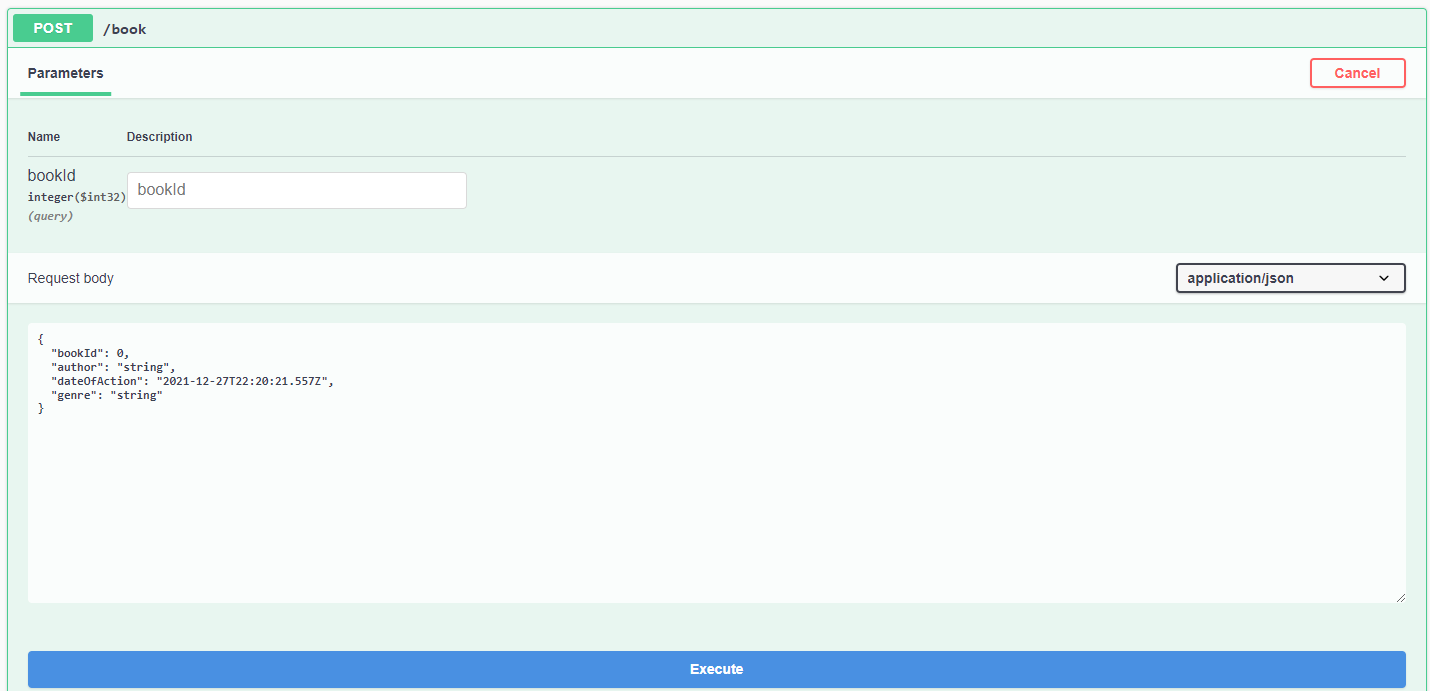 POST /book
Parameters
Cancel
Name Description
bookId
integer($int32)
(query)
bookId
Request body
application/json
{
  "bookId": 0,
  "author": "string",
  "dateOfAction": "2021-12-27T22:20:21.557Z",
  "genre": "string"
}
Execute